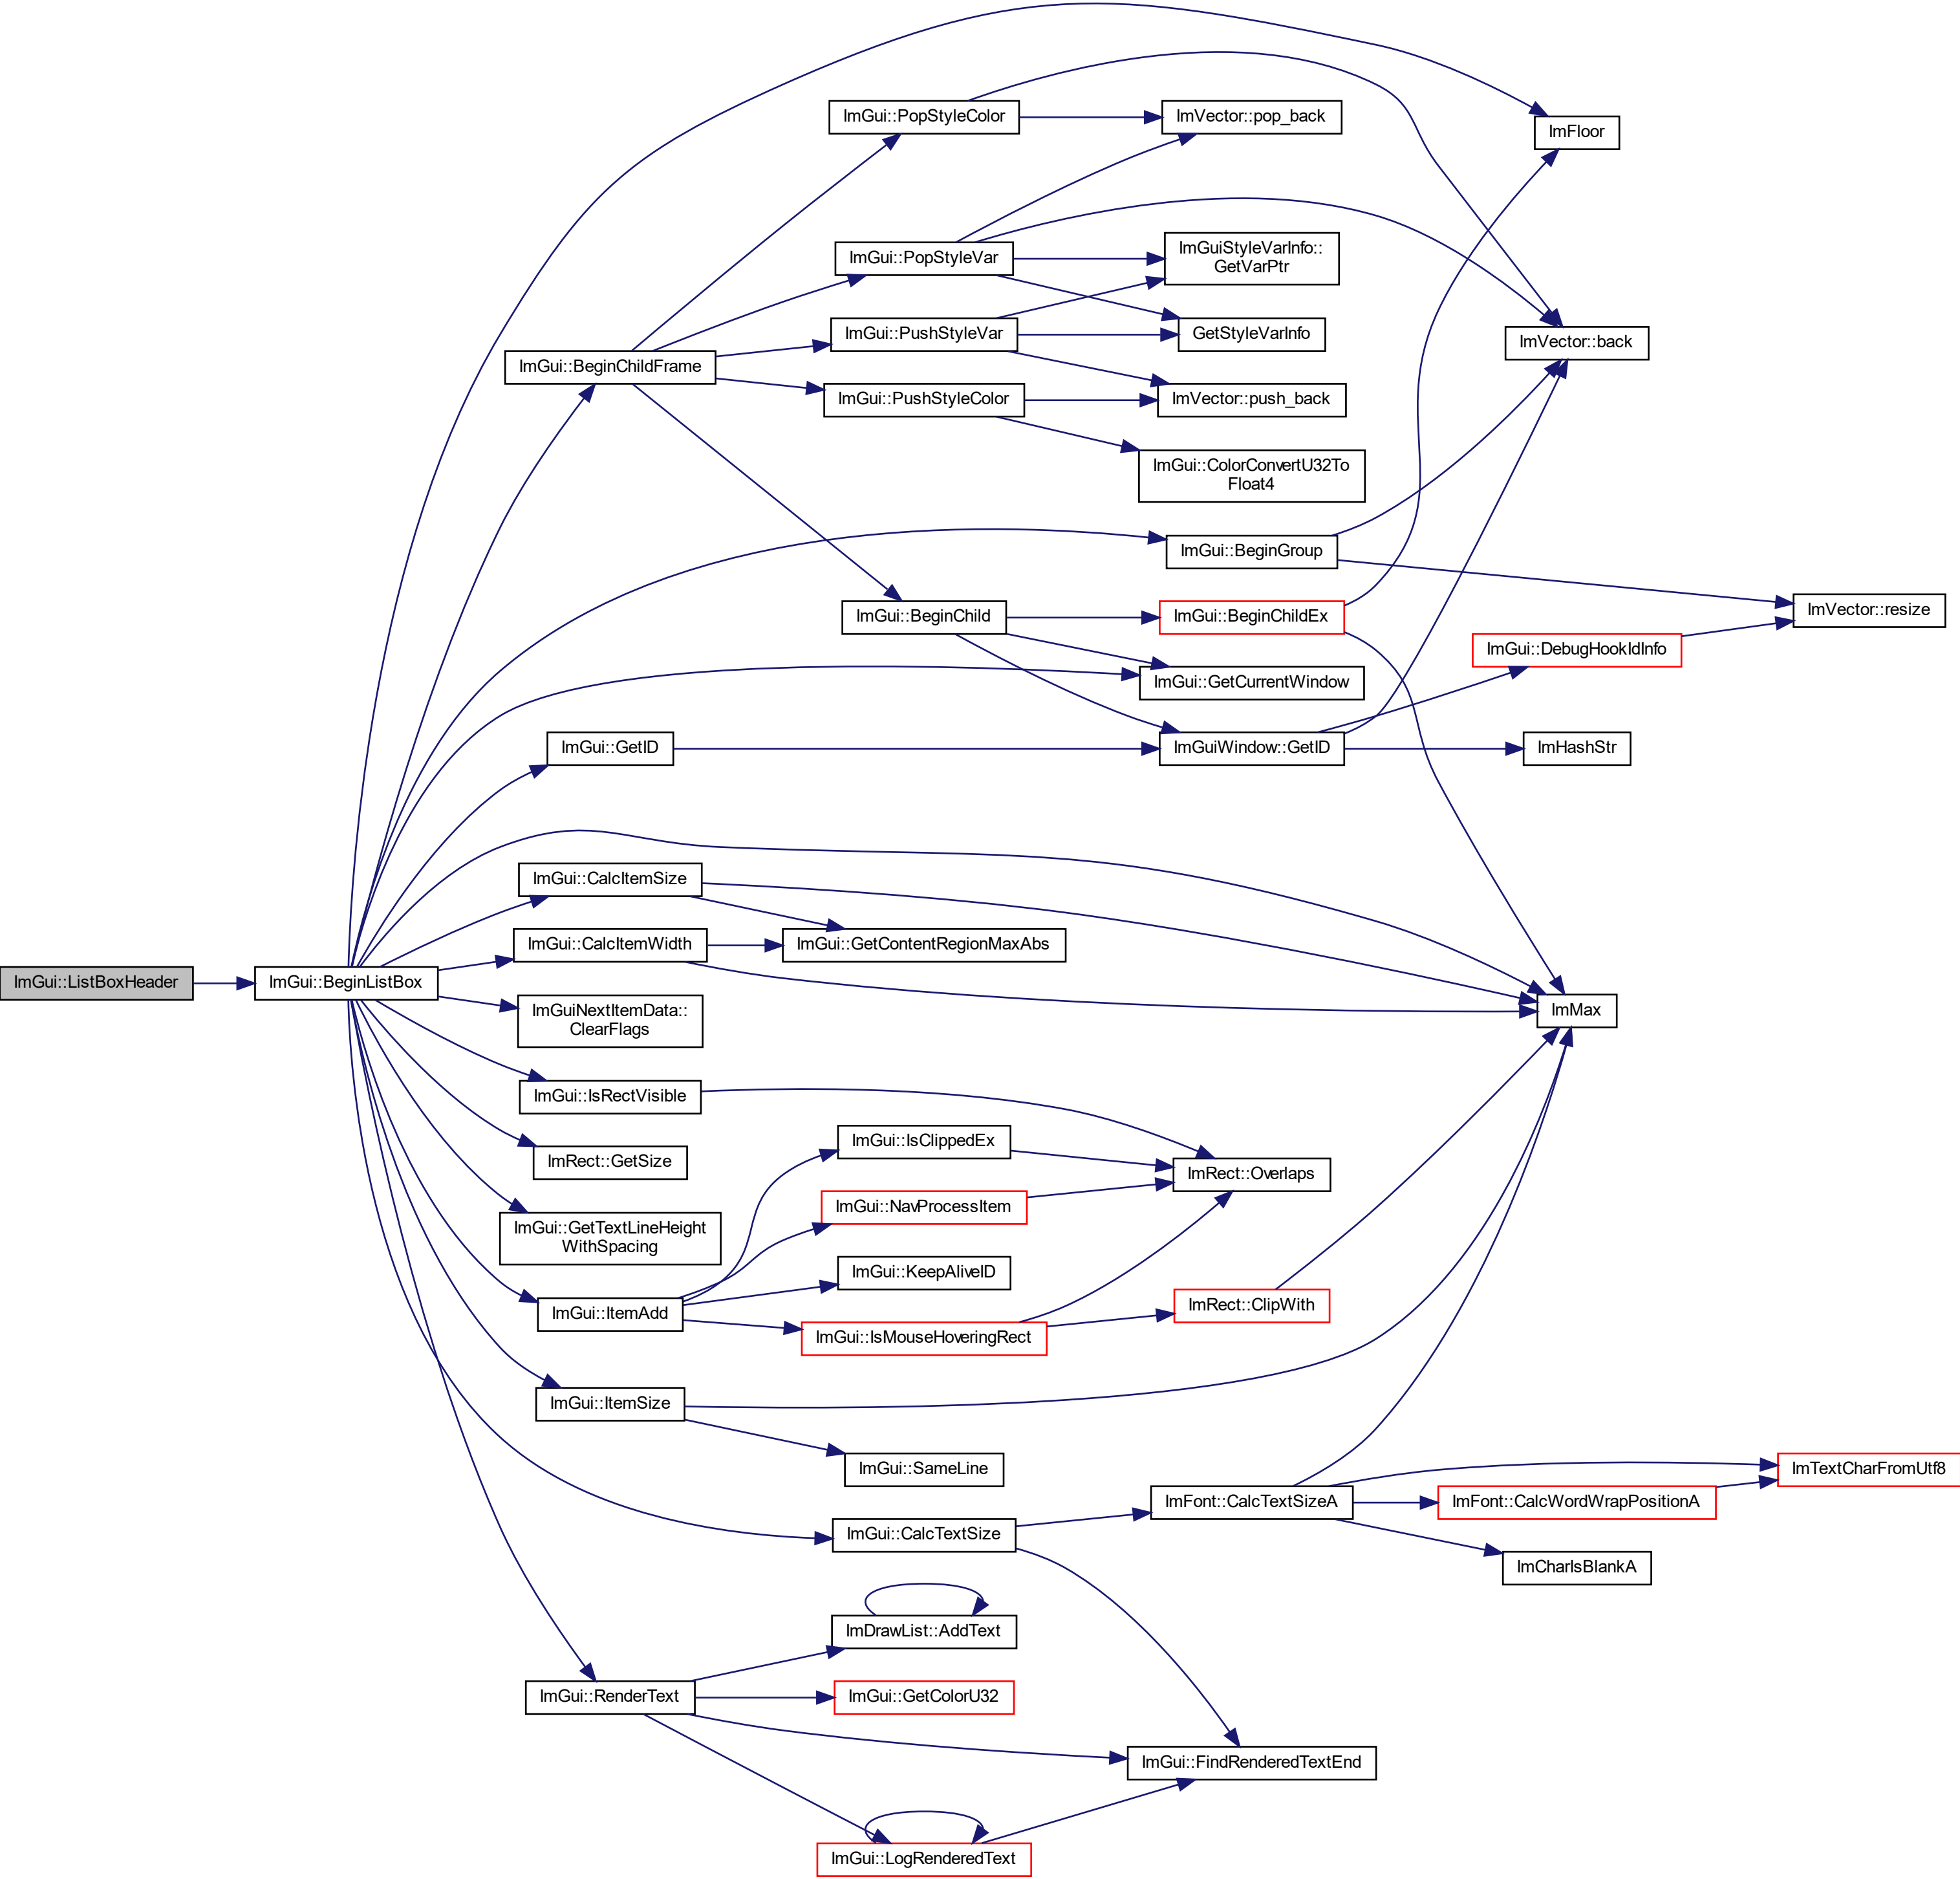 ImGui::PopStyleColor
ImVector::pop_back
ImFloor
ImGui::PopStyleVar
ImGuiStyleVarInfo::
GetVarPtr
ImGui::PushStyleVar
GetStyleVarInfo
ImVector::back
ImGui::BeginChildFrame
ImGui::PushStyleColor
ImVector::push_back
ImGui::ColorConvertU32To
Float4
ImGui::BeginGroup
ImGui::BeginChild
ImGui::BeginChildEx
ImVector::resize
ImGui::DebugHookIdInfo
ImGui::GetCurrentWindow
ImGui::GetID
ImGuiWindow::GetID
ImHashStr
ImGui::CalcItemSize
ImGui::CalcItemWidth
ImGui::GetContentRegionMaxAbs
ImGui::ListBoxHeader
ImGui::BeginListBox
ImGuiNextItemData::
ClearFlags
ImMax
ImGui::IsRectVisible
ImGui::IsClippedEx
ImRect::GetSize
ImRect::Overlaps
ImGui::NavProcessItem
ImGui::GetTextLineHeight
WithSpacing
ImGui::KeepAliveID
ImGui::ItemAdd
ImRect::ClipWith
ImGui::IsMouseHoveringRect
ImGui::ItemSize
ImGui::SameLine
ImTextCharFromUtf8
ImFont::CalcTextSizeA
ImFont::CalcWordWrapPositionA
ImGui::CalcTextSize
ImCharIsBlankA
ImDrawList::AddText
ImGui::RenderText
ImGui::GetColorU32
ImGui::FindRenderedTextEnd
ImGui::LogRenderedText